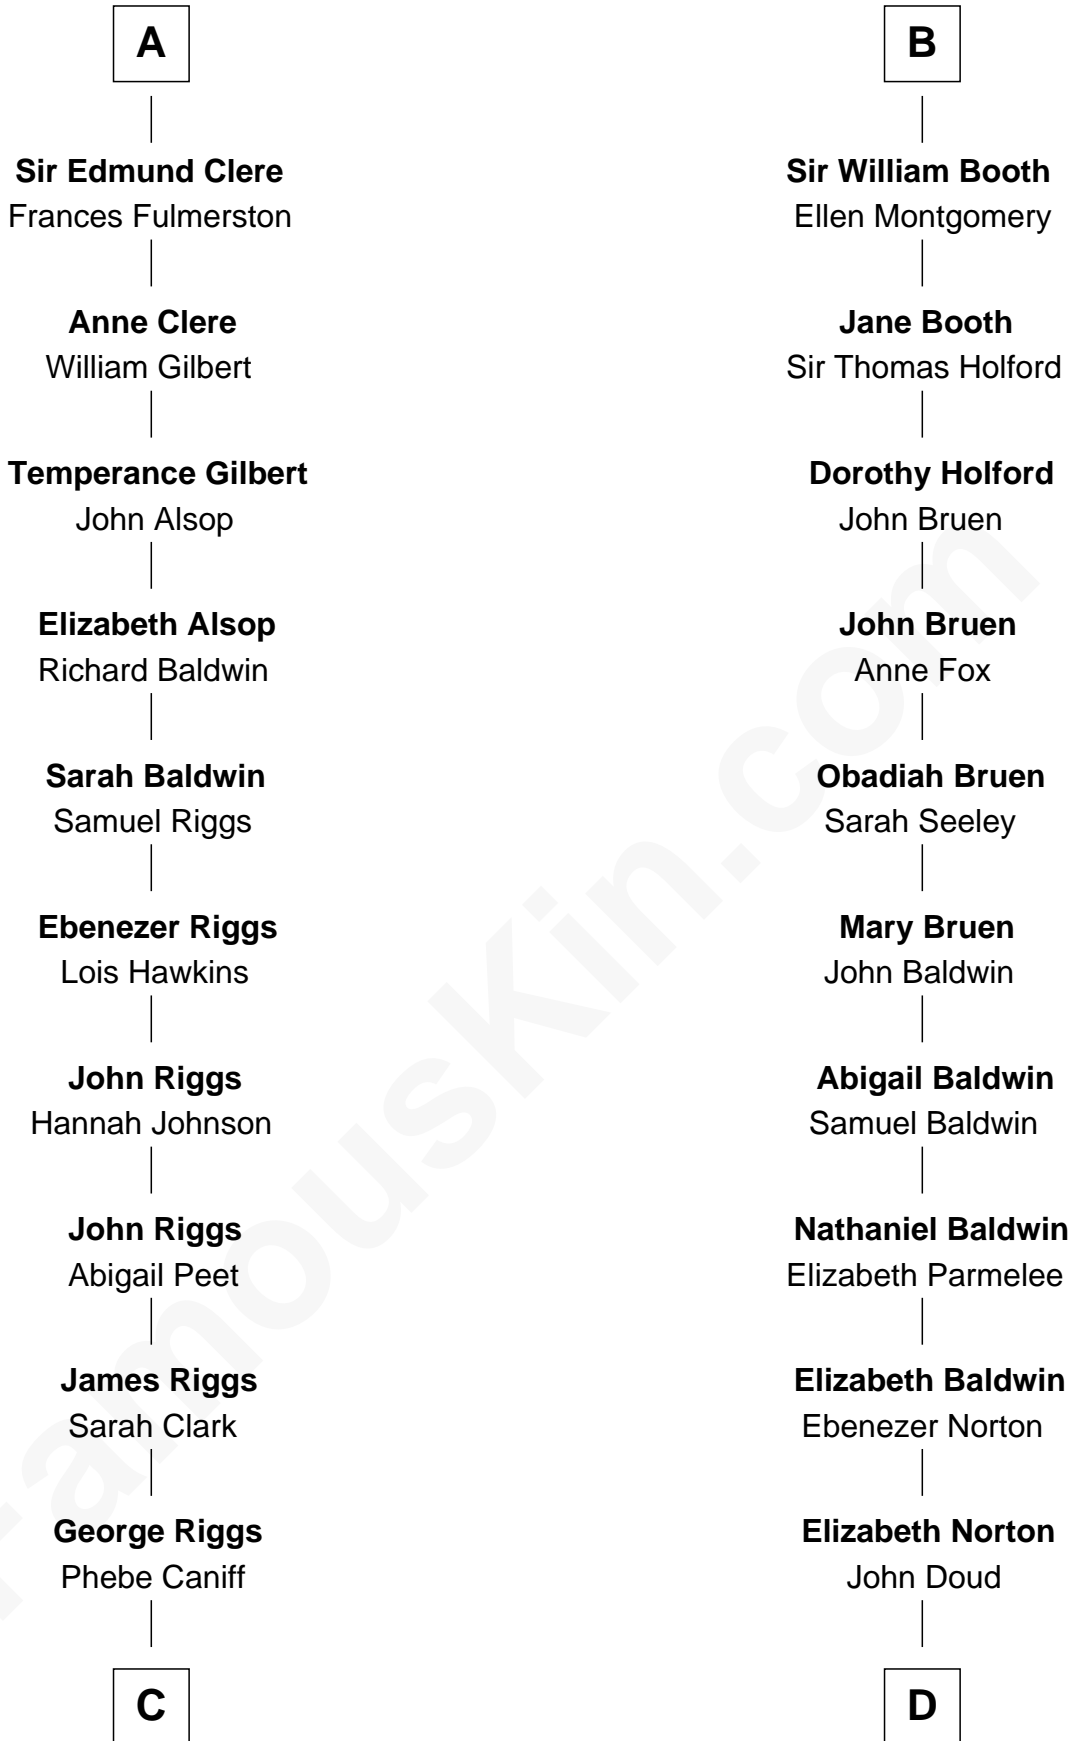 A
Sir Edmund Clere
Frances Fulmerston
Anne Clere
William Gilbert
Temperance Gilbert
John Alsop
Elizabeth Alsop
Richard Baldwin
Sarah Baldwin
Samuel Riggs
Ebenezer Riggs
Lois Hawkins
John Riggs
Hannah Johnson
John Riggs
Abigail Peet
James Riggs
Sarah Clark
George Riggs
Phebe Caniff
C
B
Sir William Booth
Ellen Montgomery
Jane Booth
Sir Thomas Holford
Dorothy Holford
John Bruen
John Bruen
Anne Fox
Obadiah Bruen
Sarah Seeley
Mary Bruen
John Baldwin
Abigail Baldwin
Samuel Baldwin
Nathaniel Baldwin
Elizabeth Parmelee
Elizabeth Baldwin
Ebenezer Norton
Elizabeth Norton
John Doud
D
FamousKin.com